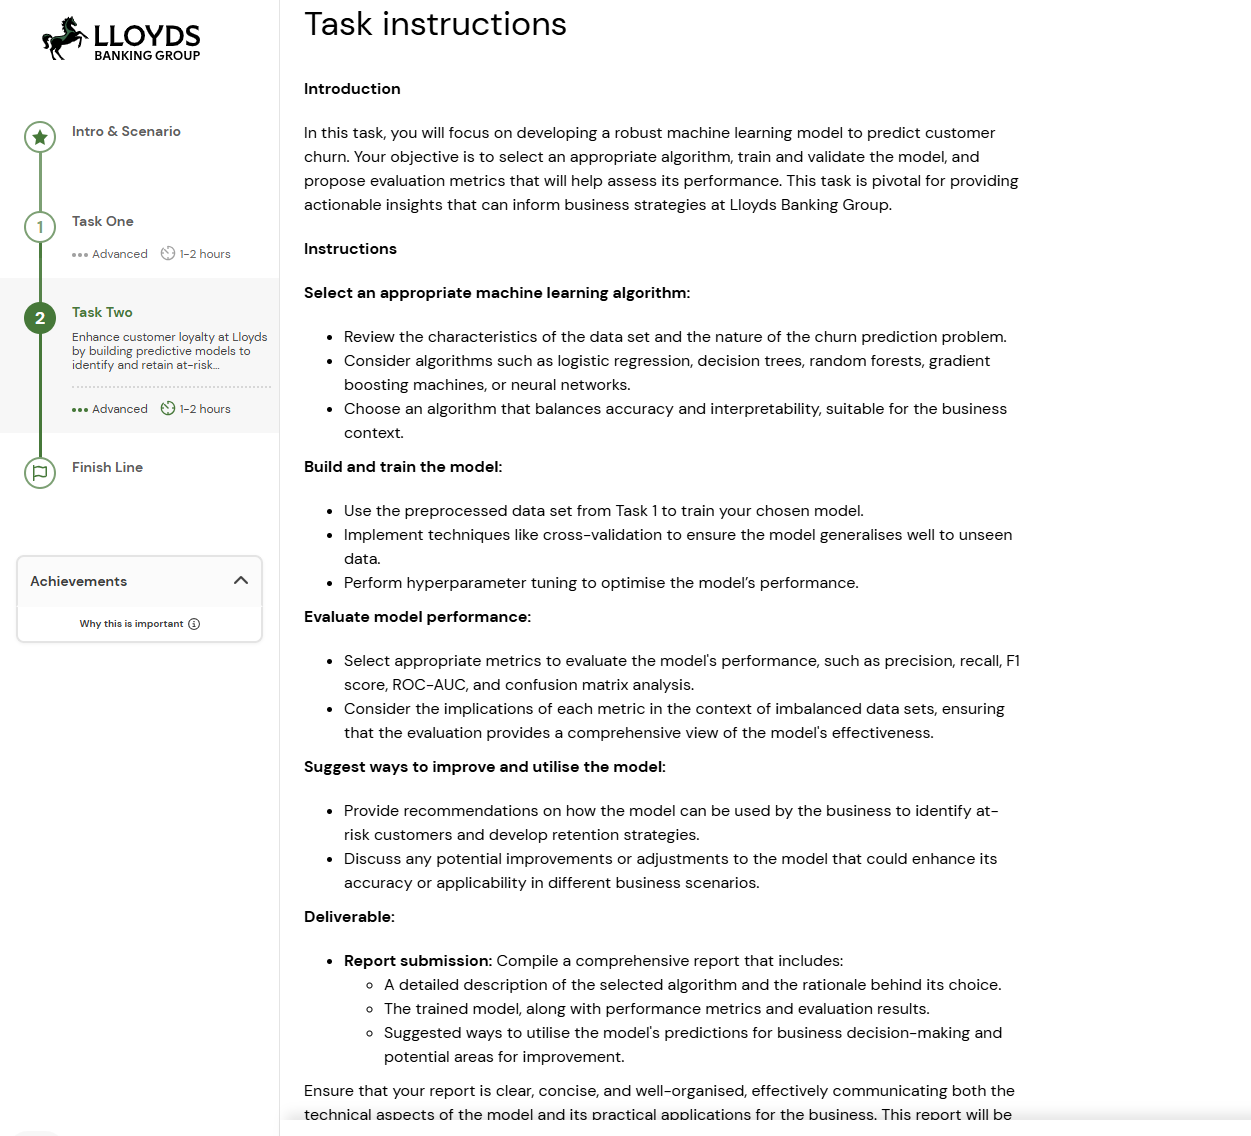 LLOYDS
BANKING GROUP
Intro & Scenario
1
Task One
Advanced
1-2 hours
2
Task Two
Enhance customer loyalty at Lloyds
by building predictive models to
identify and retain at-risk...
Advanced
1-2 hours
Finish Line
Achievements
Why this is important
Task instructions
Introduction
In this task, you will focus on developing a robust machine learning model to predict customer
churn. Your objective is to select an appropriate algorithm, train and validate the model, and
propose evaluation metrics that will help assess its performance. This task is pivotal for providing
actionable insights that can inform business strategies at Lloyds Banking Group.
Instructions
Select an appropriate machine learning algorithm:
• Review the characteristics of the data set and the nature of the churn prediction problem.
• Consider algorithms such as logistic regression, decision trees, random forests, gradient
boosting machines, or neural networks.
• Choose an algorithm that balances accuracy and interpretability, suitable for the business
context.
Build and train the model:
• Use the preprocessed data set from Task 1 to train your chosen model.
• Implement techniques like cross-validation to ensure the model generalises well to unseen
data.
• Perform hyperparameter tuning to optimise the model's performance.
Evaluate model performance:
• Select appropriate metrics to evaluate the model's performance, such as precision, recall, F1
score, ROC-AUC, and confusion matrix analysis.
• Consider the implications of each metric in the context of imbalanced data sets, ensuring
that the evaluation provides a comprehensive view of the model's effectiveness.
Suggest ways to improve and utilise the model:
• Provide recommendations on how the model can be used by the business to identify at-
risk customers and develop retention strategies.
• Discuss any potential improvements or adjustments to the model that could enhance its
accuracy or applicability in different business scenarios.
Deliverable:
• Report submission: Compile a comprehensive report that includes:
◦ A detailed description of the selected algorithm and the rationale behind its choice.
◦ The trained model, along with performance metrics and evaluation results.
◦ Suggested ways to utilise the model's predictions for business decision-making and
potential areas for improvement.
Ensure that your report is clear, concise, and well-organised, effectively communicating both the
technical aspects of the model and its practical applications for the business. This report will be